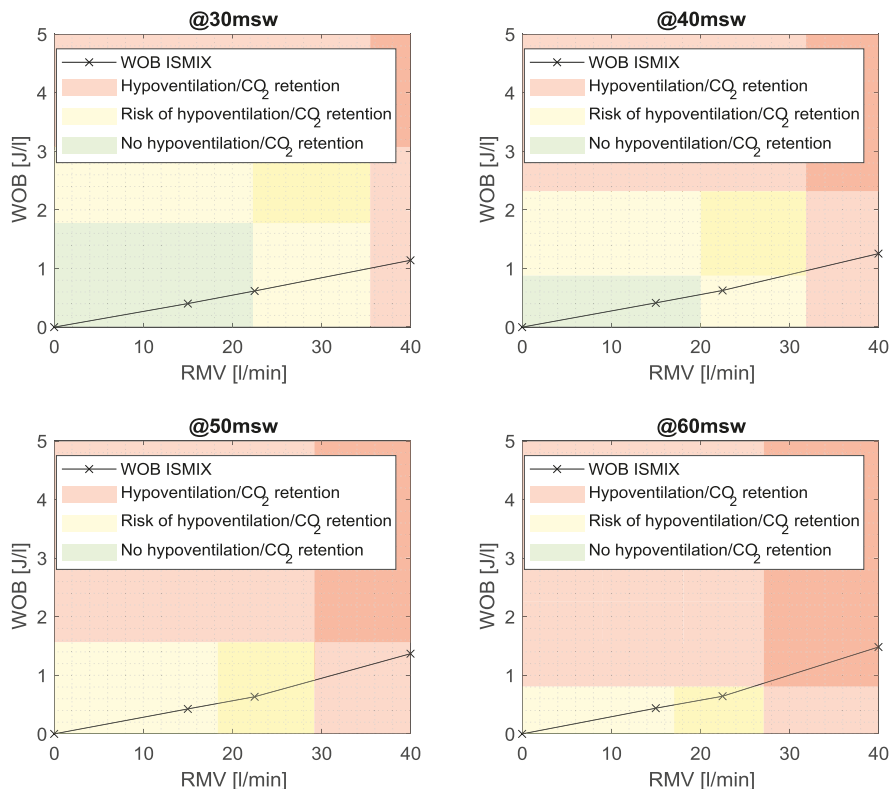 @30msw
WOB [J/l]
5
4
3
2
1
0
WOB ISMIX
Hypoventilation/CO2 retention
Risk of hypoventilation/CO2 retention
No hypoventilation/CO2 retention
0 10 20 30 40
RMV [l/min]
@40msw
WOB [J/l]
5
4
3
2
1
0
WOB ISMIX
Hypoventilation/CO2 retention
Risk of hypoventilation/CO2 retention
No hypoventilation/CO2 retention
0 10 20 30 40
RMV [l/min]
@50msw
WOB [J/l]
5
4
3
2
1
0
WOB ISMIX
Hypoventilation/CO2 retention
Risk of hypoventilation/CO2 retention
No hypoventilation/CO2 retention
0 10 20 30 40
RMV [l/min]
@60msw
WOB [J/l]
5
4
3
2
1
0
WOB ISMIX
Hypoventilation/CO2 retention
Risk of hypoventilation/CO2 retention
No hypoventilation/CO2 retention
0 10 20 30 40
RMV [l/min]